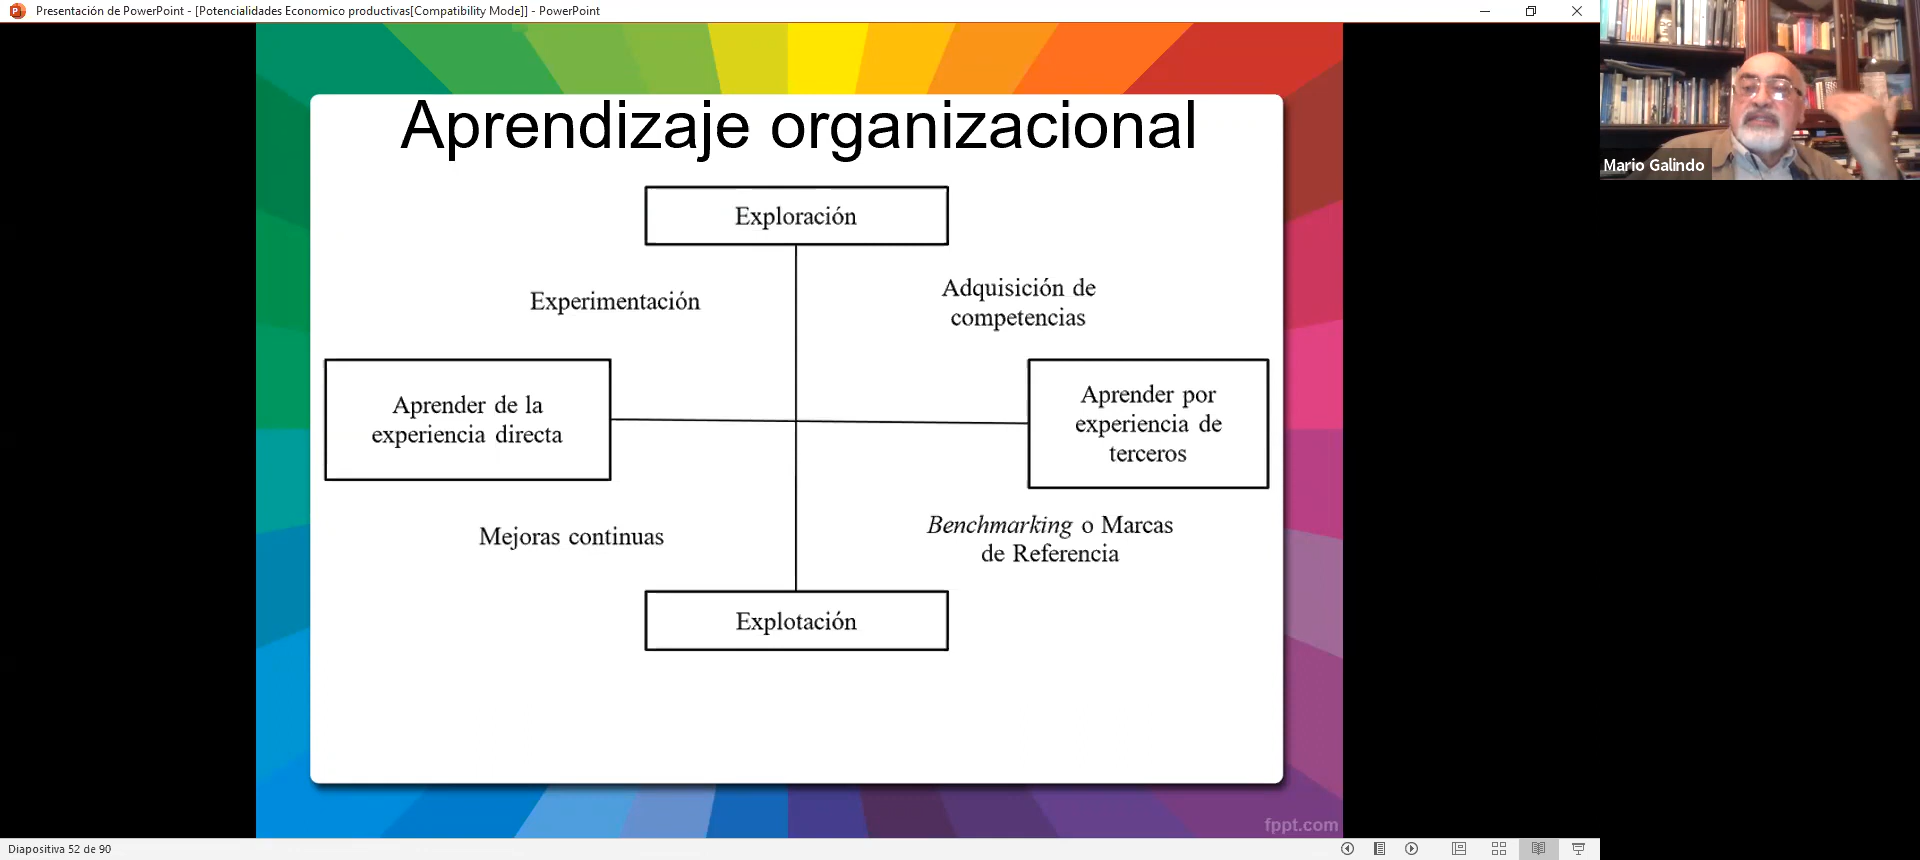 Presentación de PowerPoint - [Potencialidades Economico productivas[Compatibility Mode]] - PowerPoint
Mario Galindo
Aprendizaje organizacional
Exploración
Experimentación
Adquisición de
competencias
Aprender de la
experiencia directa
Aprender por
experiencia de
terceros
Mejoras continuas
Benchmarking o Marcas
de Referencia
Explotación
fppt.com
Diapositiva 52 de 90